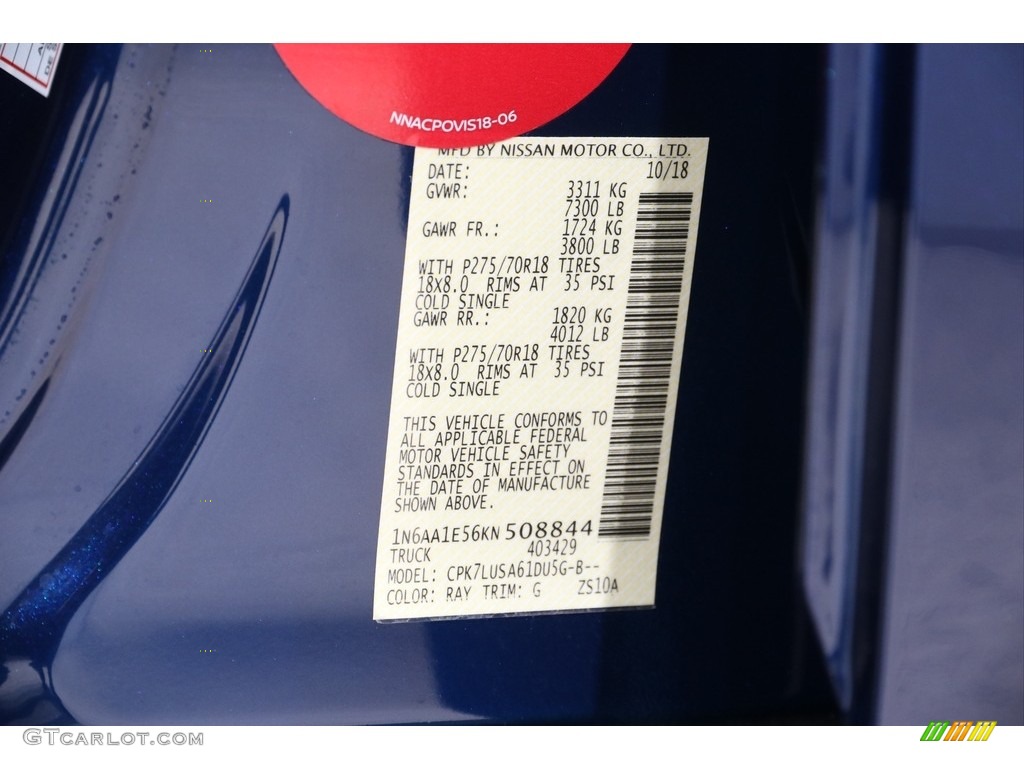 NNACPOVIS18-06
MFD BY NISSAN MOTOR CO., LTD.
DATE: 10/18
GVWR: 3311 KG
7300 LB
GAWR FR.: 1724 KG
3800 LB
WITH P275/70R18 TIRES
18X8.0 RIMS AT 35 PSI
COLD SINGLE
GAWR RR.: 1820 KG
4012 LB
WITH P275/70R18 TIRES
18X8.0 RIMS AT 35 PSI
COLD SINGLE
THIS VEHICLE CONFORMS TO
ALL APPLICABLE FEDERAL
MOTOR VEHICLE SAFETY
STANDARDS IN EFFECT ON
THE DATE OF MANUFACTURE
SHOWN ABOVE.
1N6AA1E56KN508844
TRUCK 403429
MODEL: CPK7LUSA61DU5G-B--
COLOR: RAY TRIM: G ZS10A
GTCARLOT.COM